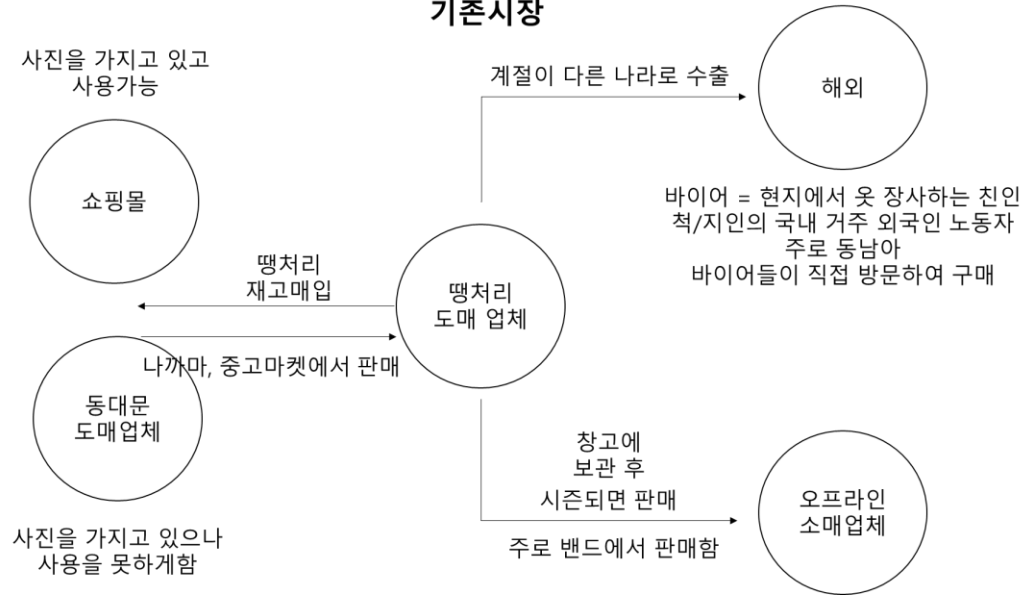 기존시장
사진을 가지고 있고
사용가능
쇼핑몰
계절이 다른 나라로 수출
해외
바이어 = 현지에서 옷 장사하는 친인
척/지인의 국내 거주 외국인 노동자
주로 동남아
바이어들이 직접 방문하여 구매
땡처리
재고매입
땡처리
도매 업체
나까마, 중고마켓에서 판매
동대문
도매업체
사진을 가지고 있으나
사용을 못하게함
창고에
보관 후
시즌되면 판매
주로 밴드에서 판매함
오프라인
소매업체